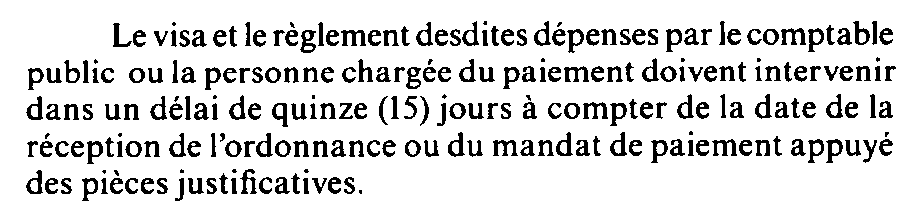 Le visa et le règlement desdites dépenses par le comptable
public ou la personne chargée du paiement doivent intervenir
dans un délai de quinze (15) jours à compter de la date de la
réception de l'ordonnance ou du mandat de paiement appuyé
des pièces justificatives.